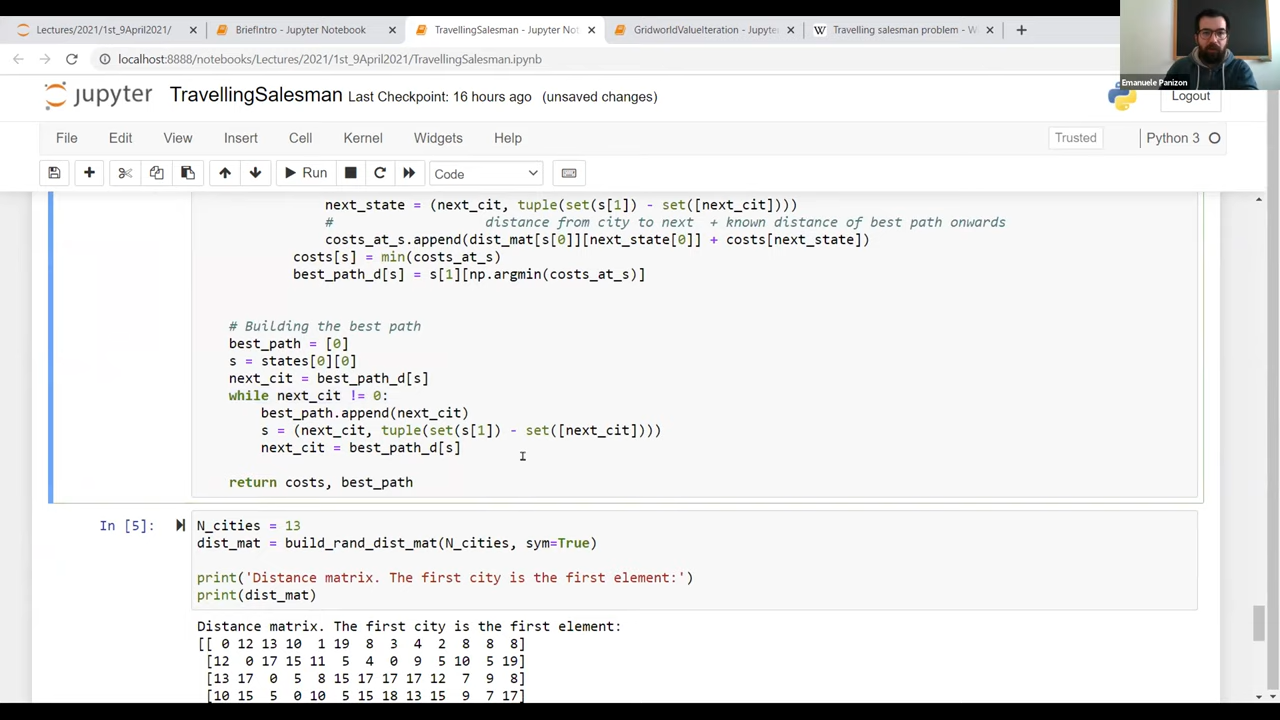 Lectures/2021/1st_9April2021/
BriefIntro - Jupyter Notebook
TravellingSalesman - Jupyter Not
GridworldValueIteration - Jupyte
Travelling salesman problem - W
localhost:8888/notebooks/Lectures/2021/1st_9April2021/TravellingSalesman.ipynb
Emanuele Panizon
jupyter TravellingSalesman Last Checkpoint: 16 hours ago (unsaved changes)
Logout
File Edit View Insert Cell Kernel Widgets Help
Trusted
Python 3
Run
Code
next_state = (next_cit, tuple(set(s[1]) - set([next_cit])))
# distance from city to next + known distance of best path onwards
costs_at_s.append(dist_mat[s[0]][next_state[0]] + costs[next_state])
costs[s] = min(costs_at_s)
best_path_d[s] = s[1][np.argmin(costs_at_s)]
# Building the best path
best_path = [0]
s = states[0][0]
next_cit = best_path_d[s]
while next_cit != 0:
best_path.append(next_cit)
s = (next_cit, tuple(set(s[1]) - set([next_cit])))
next_cit = best_path_d[s]
return costs, best_path
In [5]:
N_cities = 13
dist_mat = build_rand_dist_mat(N_cities, sym=True)
print('Distance matrix. The first city is the first element:')
print(dist_mat)
Distance matrix. The first city is the first element:
[[ 0 12 13 10 1 19 8 3 4 2 8 8 8]
[12 0 17 15 11 5 4 0 9 5 10 5 19]
[13 17 0 5 8 15 17 17 17 12 7 9 8]
[10 15 5 0 10 5 15 18 13 15 9 7 17]